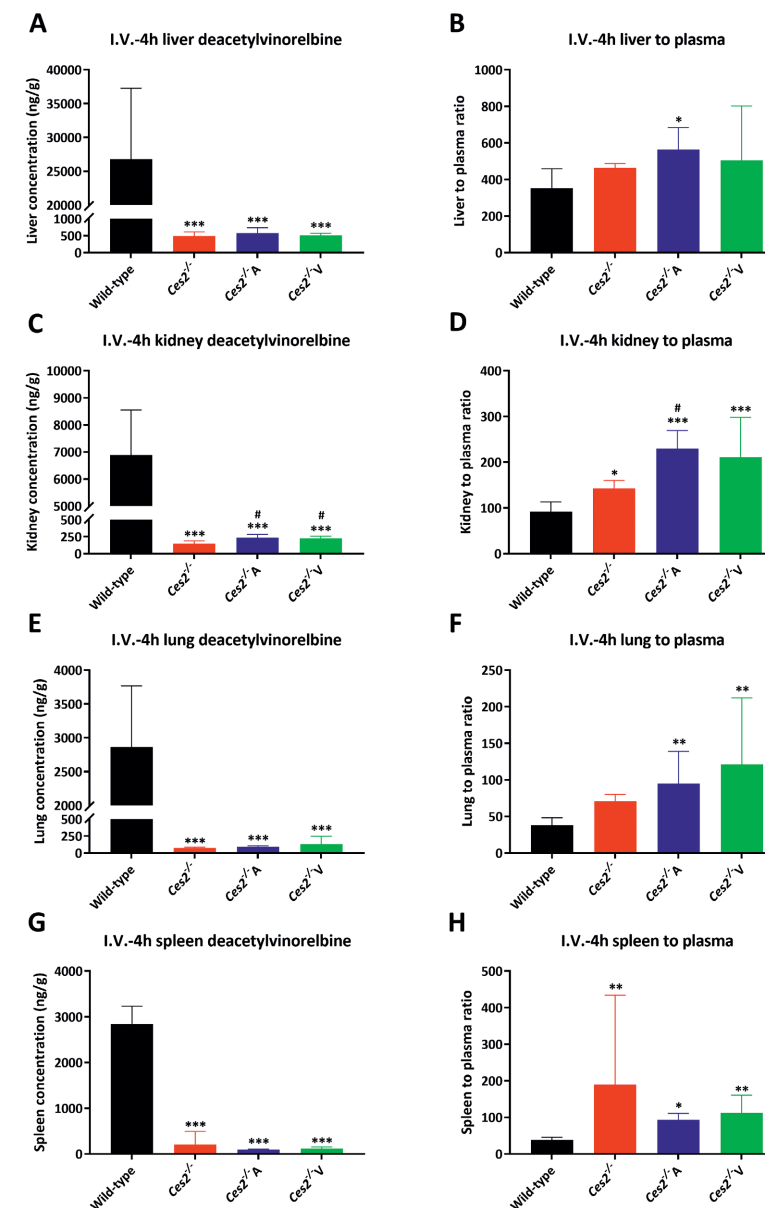 A
I.V.-4h liver deacetylvinorelbine
Liver concentration (ng/g)
40000
35000
30000
25000
20000
1000
500
0
***
***
***
Wild-type
Ces2-/-
Ces2-/-A
Ces2-/-V
B
I.V.-4h liver to plasma
Liver to plasma ratio
1000
800
600
400
200
0
*
Wild-type
Ces2-/-
Ces2-/-A
Ces2-/-V
C
I.V.-4h kidney deacetylvinorelbine
Kidney concentration (ng/g)
10000
9000
8000
7000
6000
5000
500
250
0
***
#
***
#
***
Wild-type
Ces2-/-
Ces2-/-A
Ces2-/-V
D
I.V.-4h kidney to plasma
Kidney to plasma ratio
400
300
200
100
0
*
#
***
***
Wild-type
Ces2-/-
Ces2-/-A
Ces2-/-V
E
I.V.-4h lung deacetylvinorelbine
Lung concentration (ng/g)
4000
3500
3000
2500
2000
500
250
0
***
***
***
Wild-type
Ces2-/-
Ces2-/-A
Ces2-/-V
F
I.V.-4h lung to plasma
Lung to plasma ratio
250
200
150
100
50
0
**
**
Wild-type
Ces2-/-
Ces2-/-A
Ces2-/-V
G
I.V.-4h spleen deacetylvinorelbine
Spleen concentration (ng/g)
4000
3000
2000
1000
0
***
***
***
Wild-type
Ces2-/-
Ces2-/-A
Ces2-/-V
H
I.V.-4h spleen to plasma
Spleen to plasma ratio
500
400
300
200
100
0
**
*
**
Wild-type
Ces2-/-
Ces2-/-A
Ces2-/-V